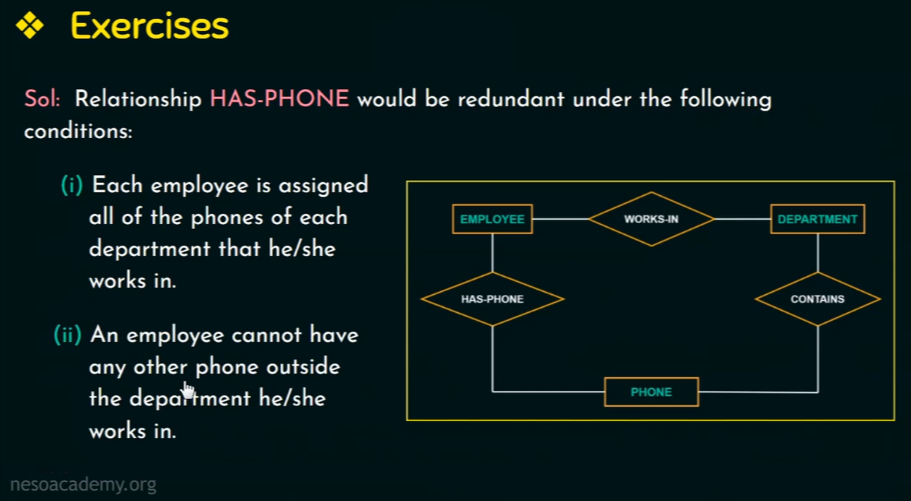 ❖ Exercises
Sol: Relationship HAS-PHONE would be redundant under the following
conditions:
(i) Each employee is assigned
all of the phones of each
department that he/she
works in.
(ii) An employee cannot have
any other phone outside
the department he/she
works in.
EMPLOYEE
WORKS-IN
DEPARTMENT
HAS-PHONE
CONTAINS
PHONE
nesoacademy.org